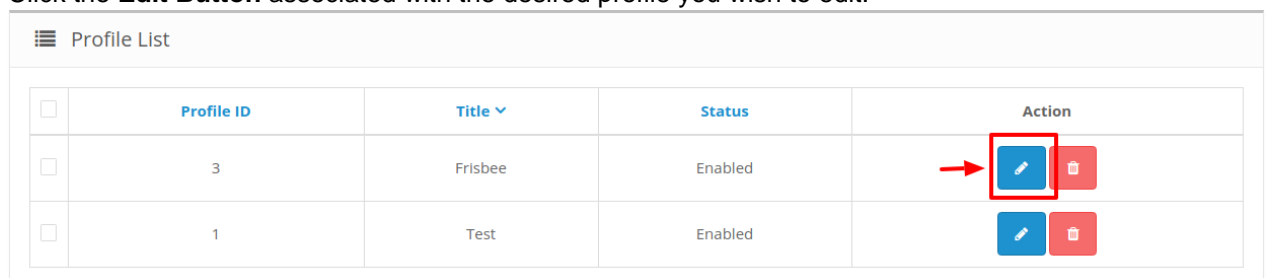 Click the Edit Button associated with the desired profile you wish to edit.
Profile List
Profile ID Title Status Action
3 Frisbee Enabled
1 Test Enabled